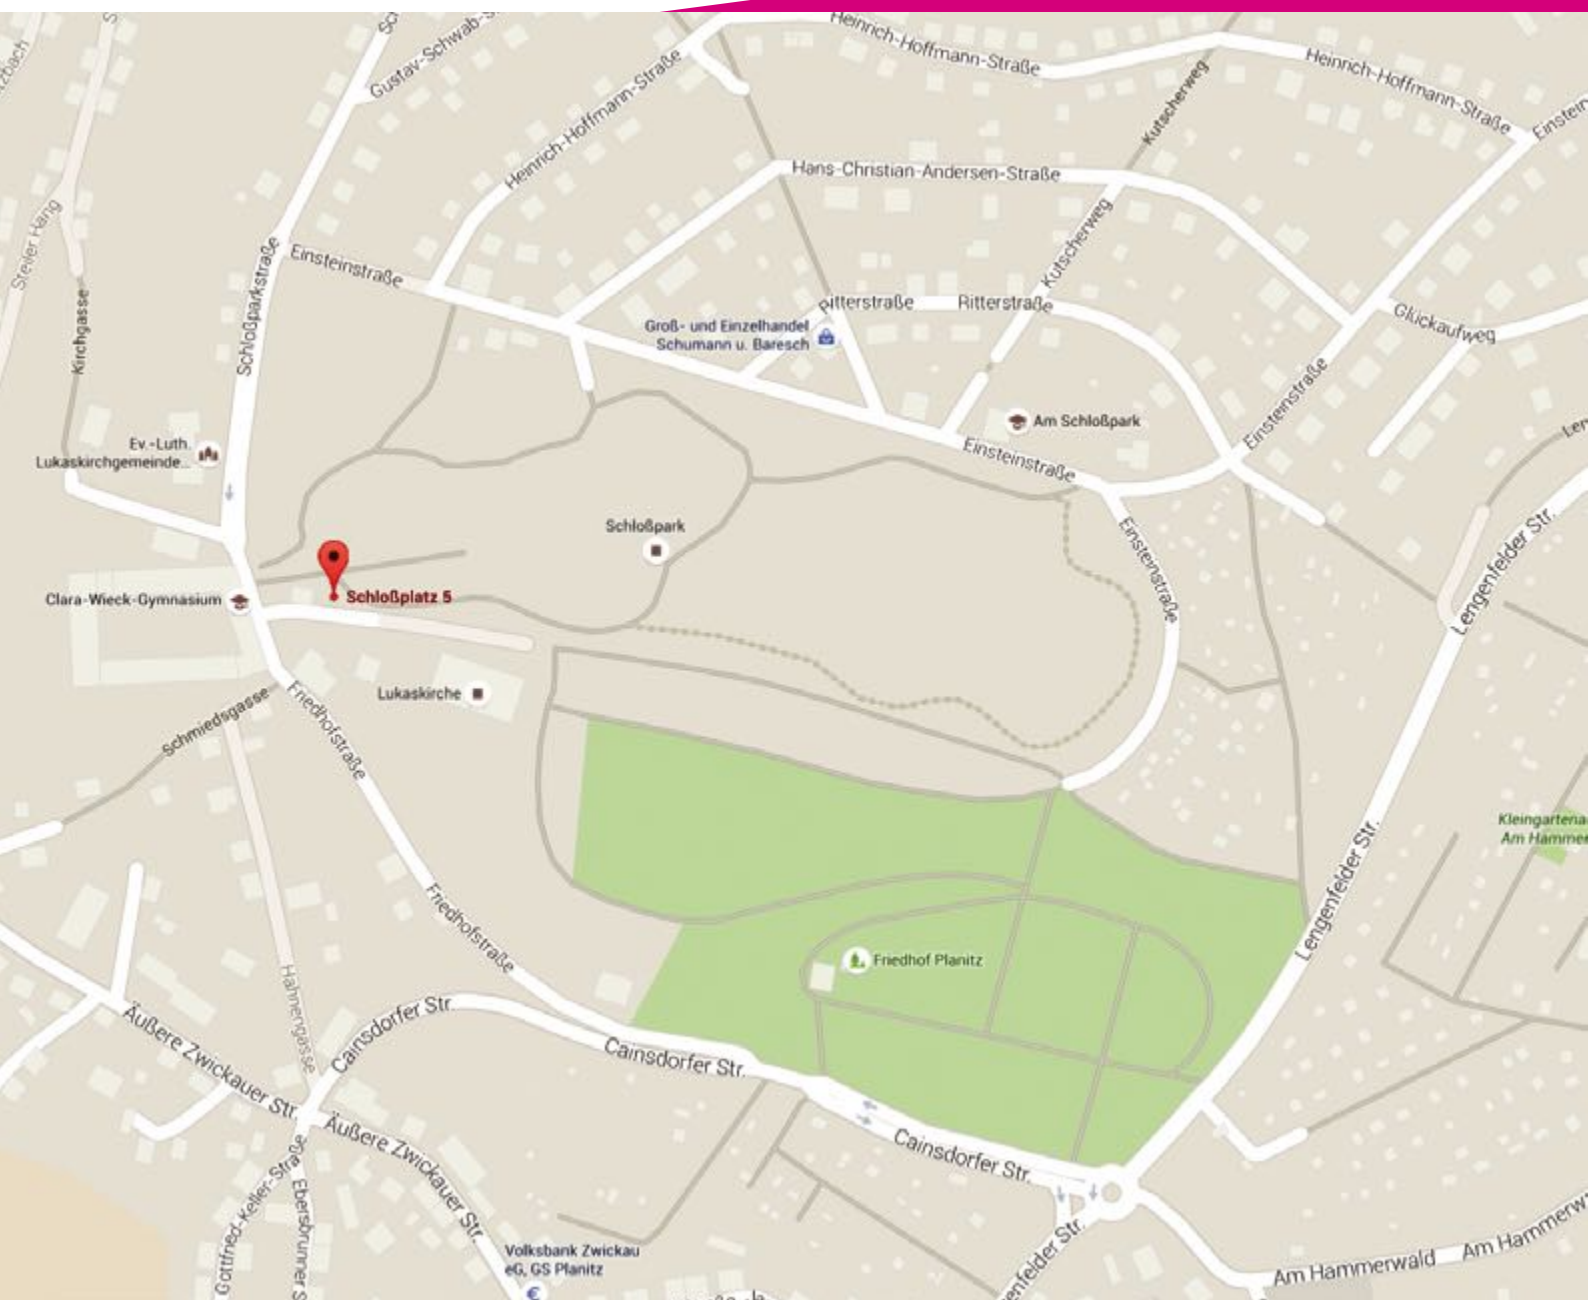 Gustav-Schwab-S
Heinrich-Hoffmann-Straße
Heinrich-Hoffmann-Straße
Heinrich-Hoffmann-Straße
Einstein
Kutscherweg
Hans-Christian-Andersen-Straße
Kutscherweg
Steiler Hang
Kirchgasse
Schloßparkstraße
Einsteinstraße
Ritterstraße
Ritterstraße
Glückaufweg
Groß- und Einzelhandel
Schumann u. Baresch
Einsteinstraße
Am Schloßpark
Ev.-Luth.
Lukaskirchgemeinde...
Einsteinstraße
Schloßpark
Einsteinstraße
Lengenfelder Str.
Clara-Wieck-Gymnasium
Schloßplatz 5
Lukaskirche
Schmiedsgasse
Friedhofstraße
Kleingartena
Am Hammer
Lengenfelder Str.
Friedhofstraße
Friedhof Planitz
Hahnengasse
Cainsdorfer Str.
Äußere Zwickauer Str.
Cainsdorfer Str.
Äußere Zwickauer Str.
Cainsdorfer Str.
Gottfried-Keller-Straße
Ebersbrunner S
Volksbank Zwickau
eG, GS Planitz
€
enfelder Str.
Am Hammerwald
Am Hammerw